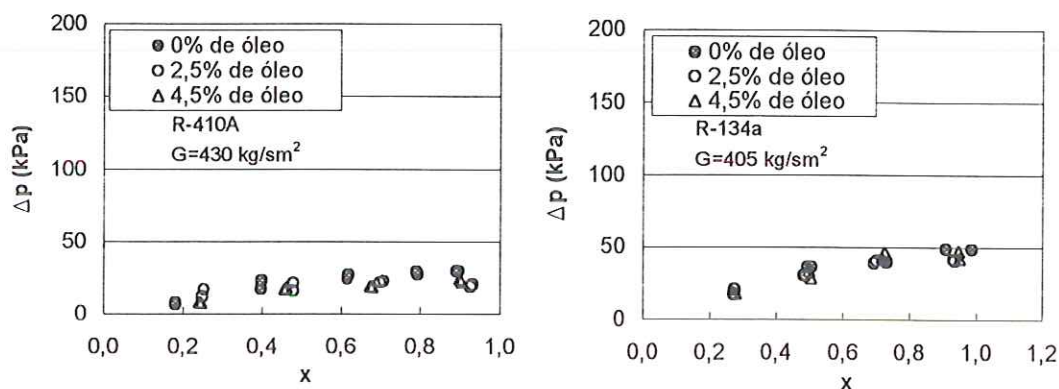 200
150
100
50
0
Δp (kPa)
0% de óleo
2,5% de óleo
4,5% de óleo
R-410A
G=430 kg/sm²
0,0 0,2 0,4 0,6 0,8 1,0
x
200
150
100
50
0
Δp (kPa)
0% de óleo
2,5% de óleo
4,5% de óleo
R-134a
G=405 kg/sm²
0,0 0,2 0,4 0,6 0,8 1,0 1,2
x